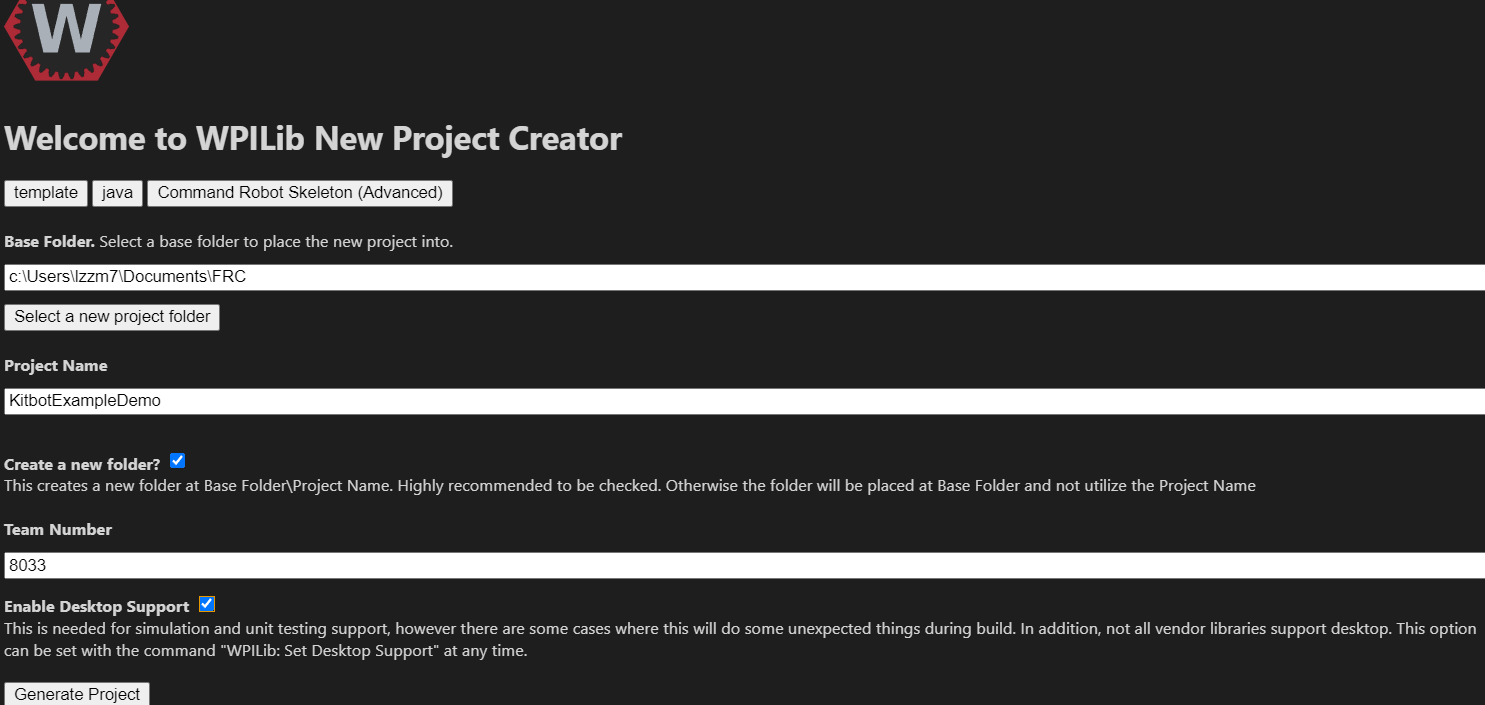 W
Welcome to WPILib New Project Creator
template java Command Robot Skeleton (Advanced)
Base Folder. Select a base folder to place the new project into.
c:\Users\lzzm7\Documents\FRC
Select a new project folder
Project Name
KitbotExampleDemo
Create a new folder?
This creates a new folder at Base Folder\Project Name. Highly recommended to be checked. Otherwise the folder will be placed at Base Folder and not utilize the Project Name
Team Number
8033
Enable Desktop Support
This is needed for simulation and unit testing support, however there are some cases where this will do some unexpected things during build. In addition, not all vendor libraries support desktop. This option
can be set with the command "WPILib: Set Desktop Support" at any time.
Generate Project